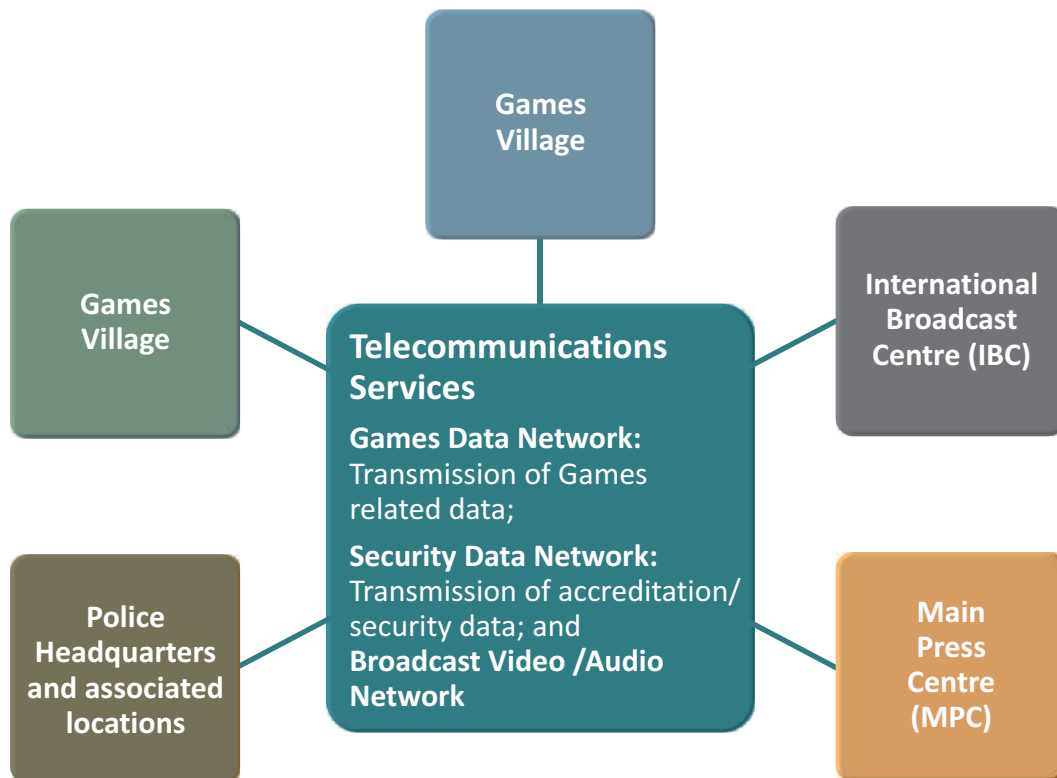 Games
Village
Games
Village
International
Broadcast
Centre (IBC)
Telecommunications
Services
Games Data Network:
Transmission of Games
related data;
Security Data Network:
Transmission of accreditation/
security data; and
Broadcast Video /Audio
Network
Police
Headquarters
and associated
locations
Main
Press
Centre
(MPC)